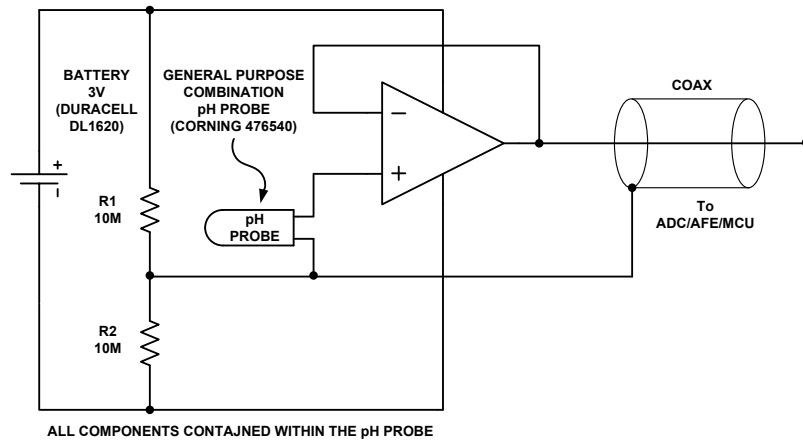 BATTERY
3V
(DURACELL
DL1620)
GENERAL PURPOSE
COMBINATION
pH PROBE
(CORNING 476540)
COAX
+
−
−
+
R1
10M
pH
PROBE
To
ADC/AFE/MCU
R2
10M
ALL COMPONENTS CONTAJNED WITHIN THE pH PROBE